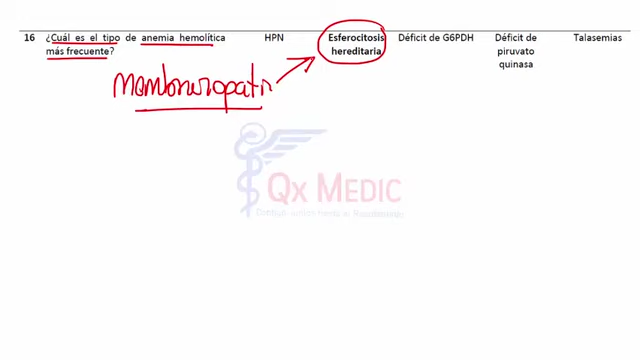 16 ¿Cuál es el tipo de anemia hemolítica más frecuente? HPN Esferocitosis hereditaria Déficit de G6PDH Déficit de piruvato quinasa Talasemias
Qx MEDIC